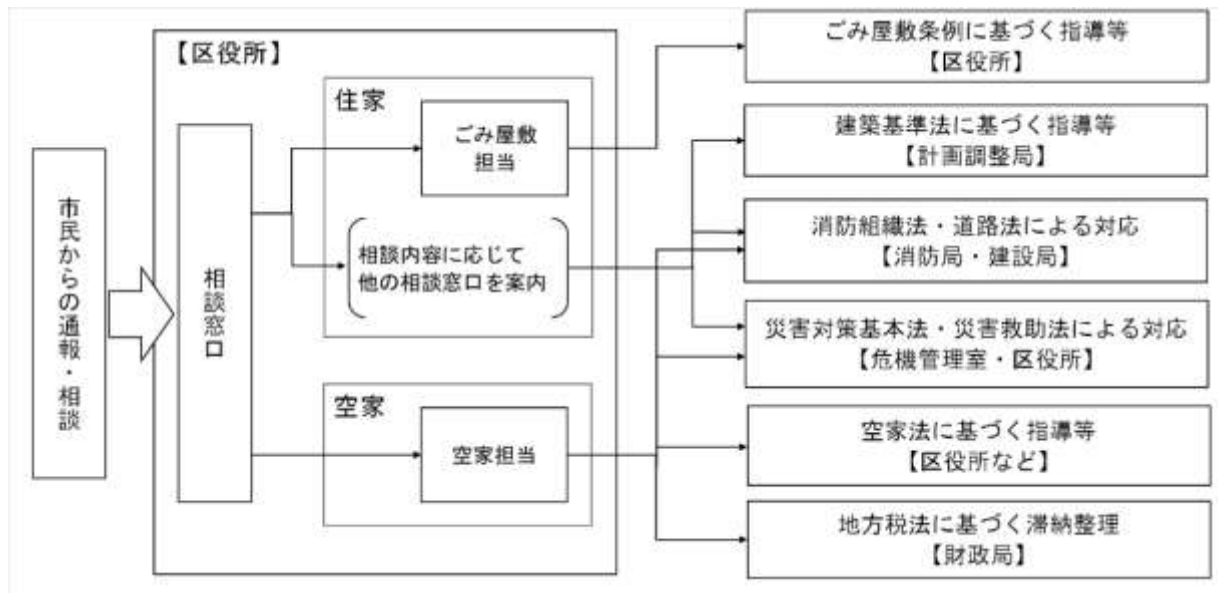 市民からの通報・相談
【区役所】
相談窓口
住家
ごみ屋敷
担当
相談内容に応じて
他の相談窓口を案内
空家
空家担当
ごみ屋敷条例に基づく指導等
【区役所】
建築基準法に基づく指導等
【計画調整局】
消防組織法・道路法による対応
【消防局・建設局】
災害対策基本法・災害救助法による対応
【危機管理室・区役所】
空家法に基づく指導等
【区役所など】
地方税法に基づく滞納整理
【財政局】